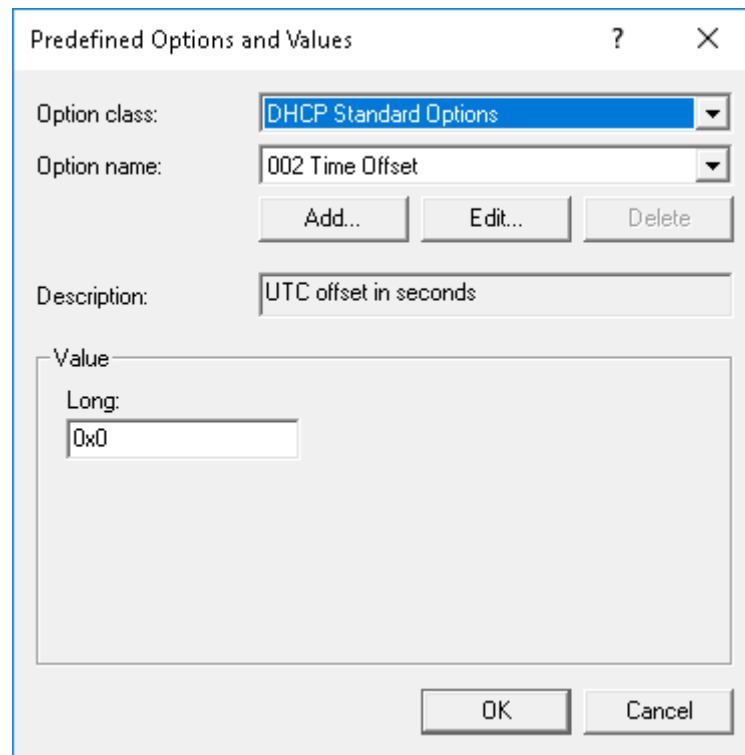 Predefined Options and Values ?
Option class: DHCP Standard Options
Option name: 002 Time Offset
Add... Edit... Delete
Description: UTC offset in seconds
Value
Long:
0x0
OK Cancel